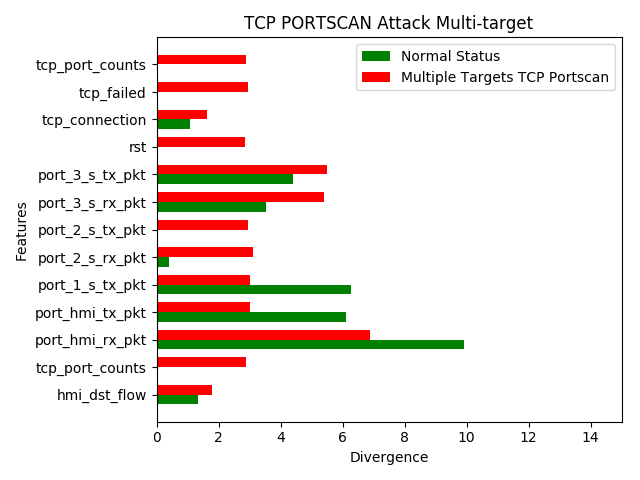 TCP PORTSCAN Attack Multi-target
Normal Status
Multiple Targets TCP Portscan
Features
tcp_port_counts
tcp_failed
tcp_connection
rst
port_3_s_tx_pkt
port_3_s_rx_pkt
port_2_s_tx_pkt
port_2_s_rx_pkt
port_1_s_tx_pkt
port_hmi_tx_pkt
port_hmi_rx_pkt
tcp_port_counts
hmi_dst_flow
0 2 4 6 8 10 12 14
Divergence